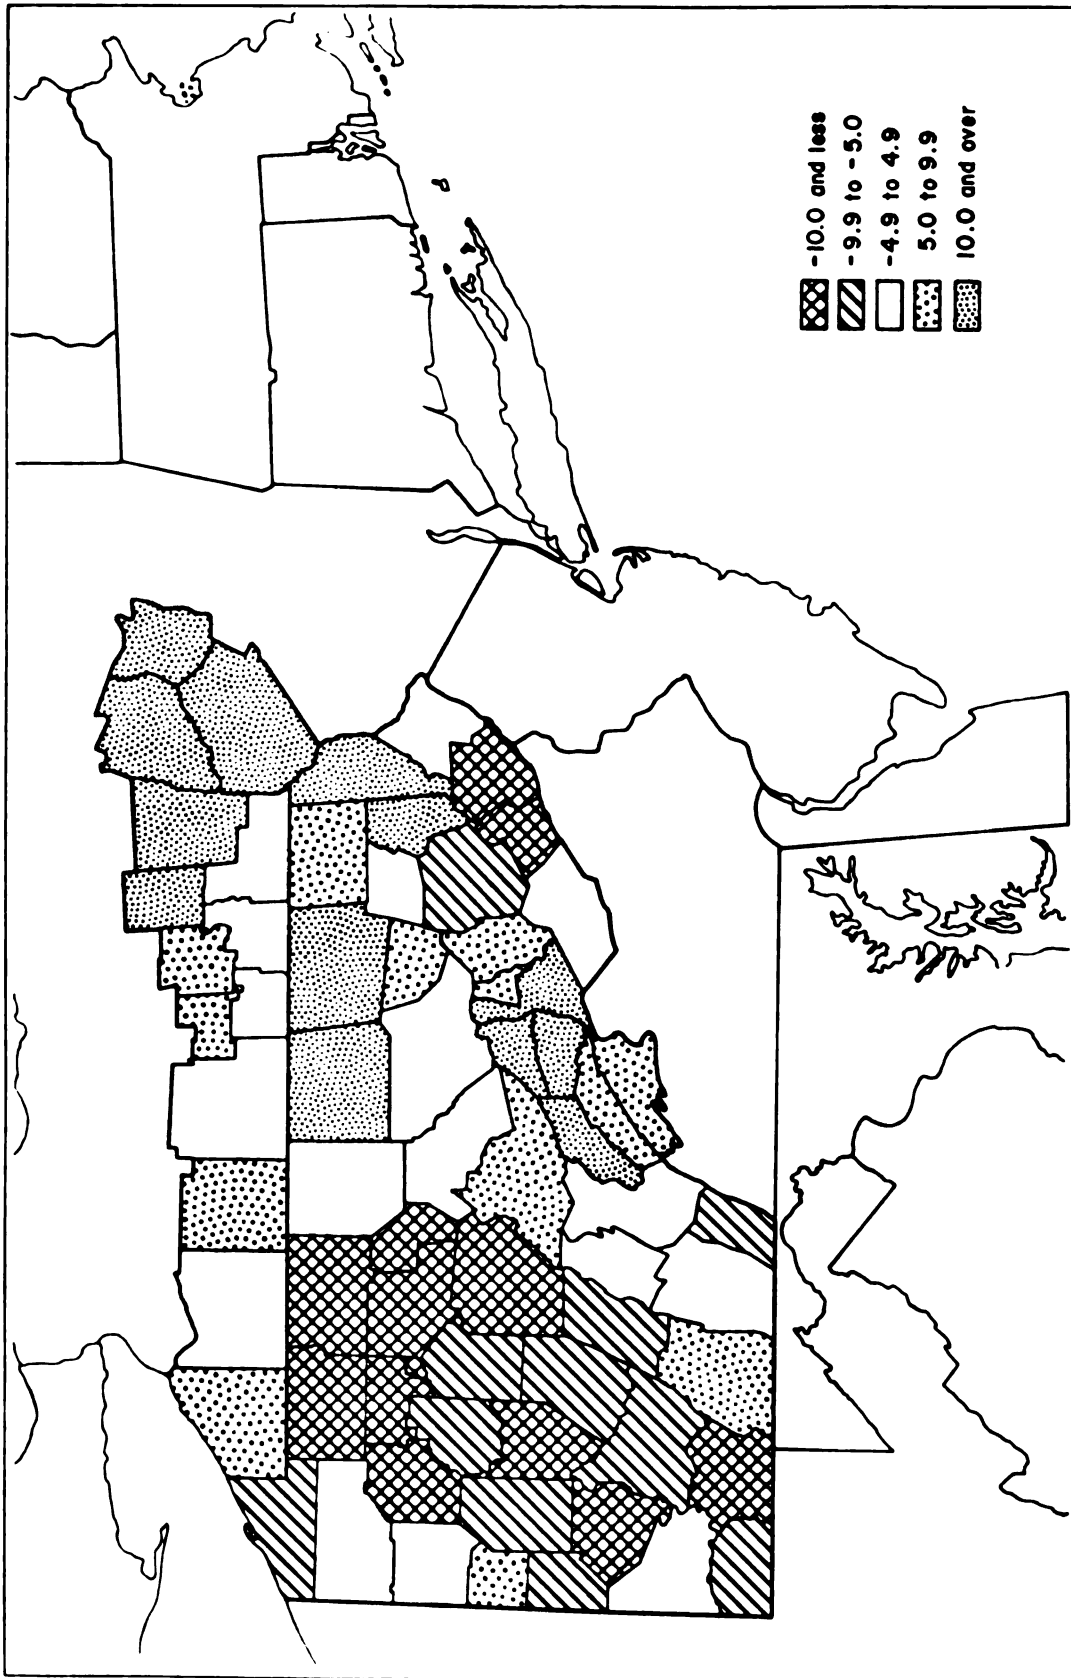 -10.0 and less
-9.9 to -5.0
-4.9 to 4.9
5.0 to 9.9
10.0 and over